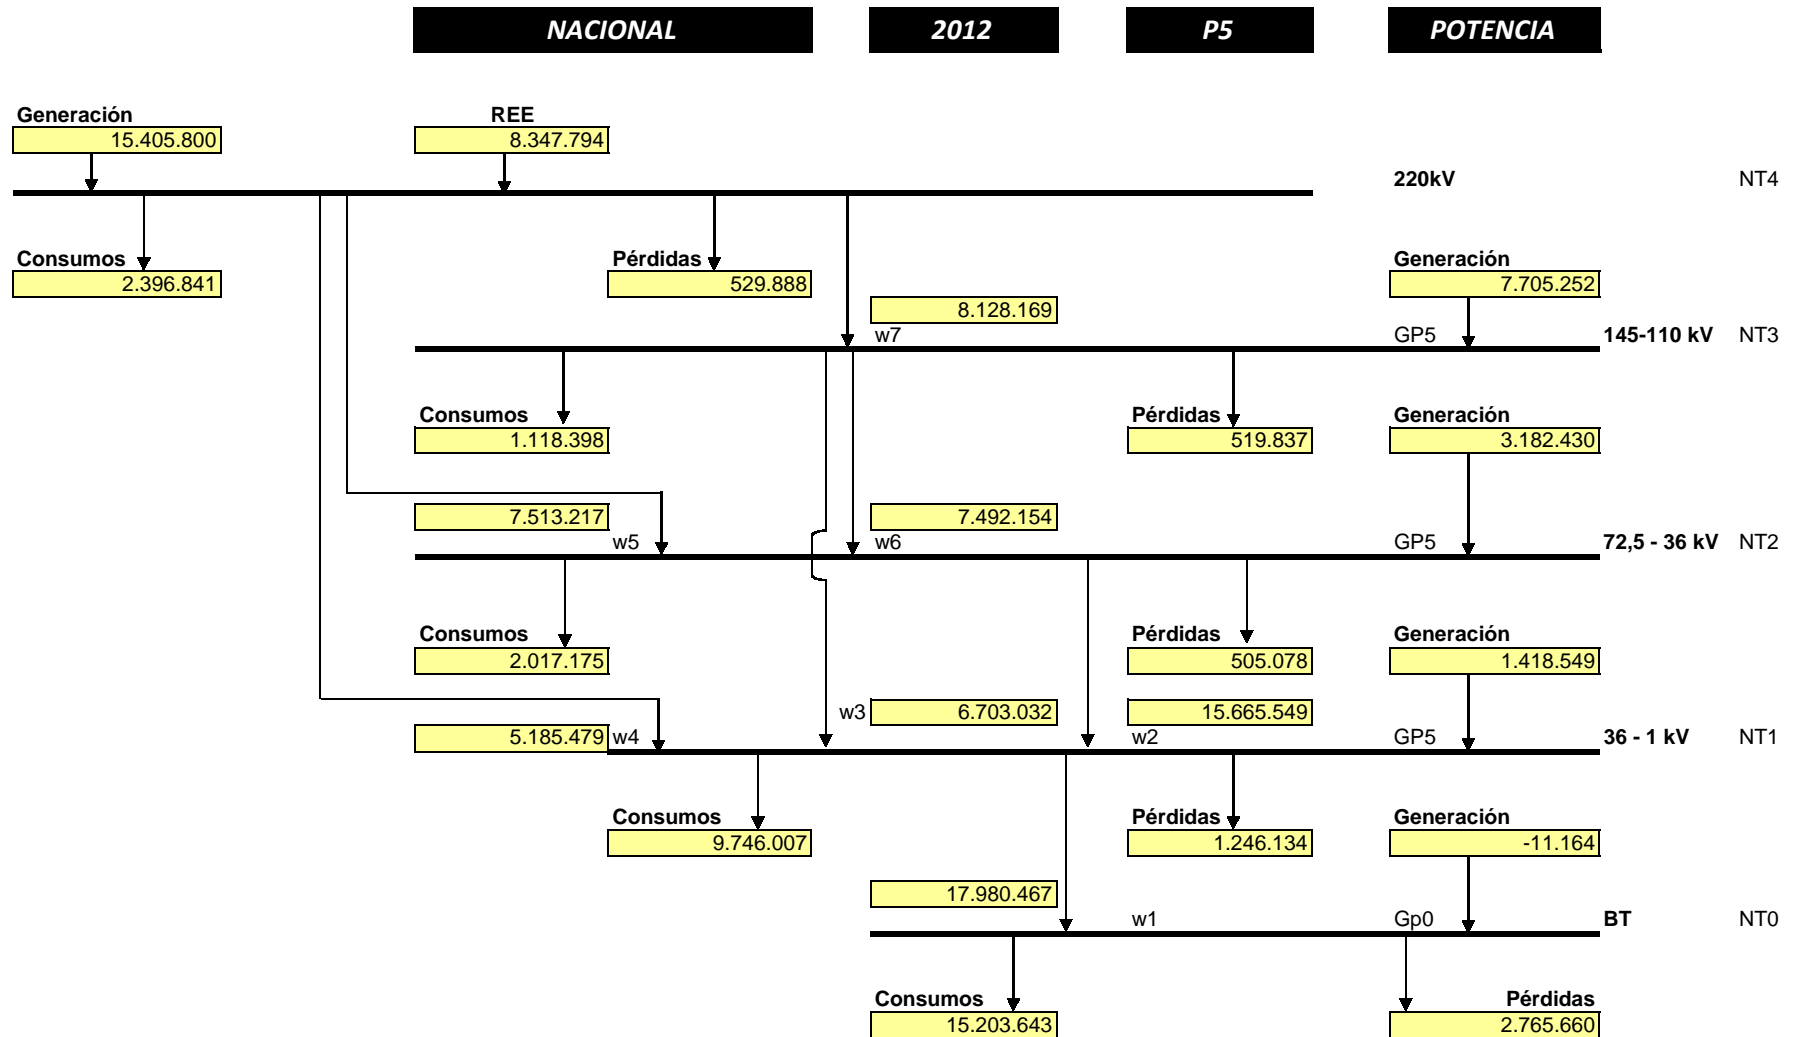 NACIONAL 2012 P5 POTENCIA
Generación REE
15.405.800 8.347.794
220kV NT4
Consumos Pérdidas Generación
2.396.841 529.888 7.705.252
8.128.169
w7 GP5 145-110 kV NT3
Consumos Pérdidas Generación
1.118.398 519.837 3.182.430
7.513.217 7.492.154
w5 w6 GP5 72,5 - 36 kV NT2
Consumos Pérdidas Generación
2.017.175 505.078 1.418.549
w3 6.703.032 15.665.549
5.185.479 w4 w2 GP5 36 - 1 kV NT1
Consumos Pérdidas Generación
9.746.007 1.246.134 -11.164
17.980.467
w1 Gp0 BT NT0
Consumos Pérdidas
15.203.643 2.765.660